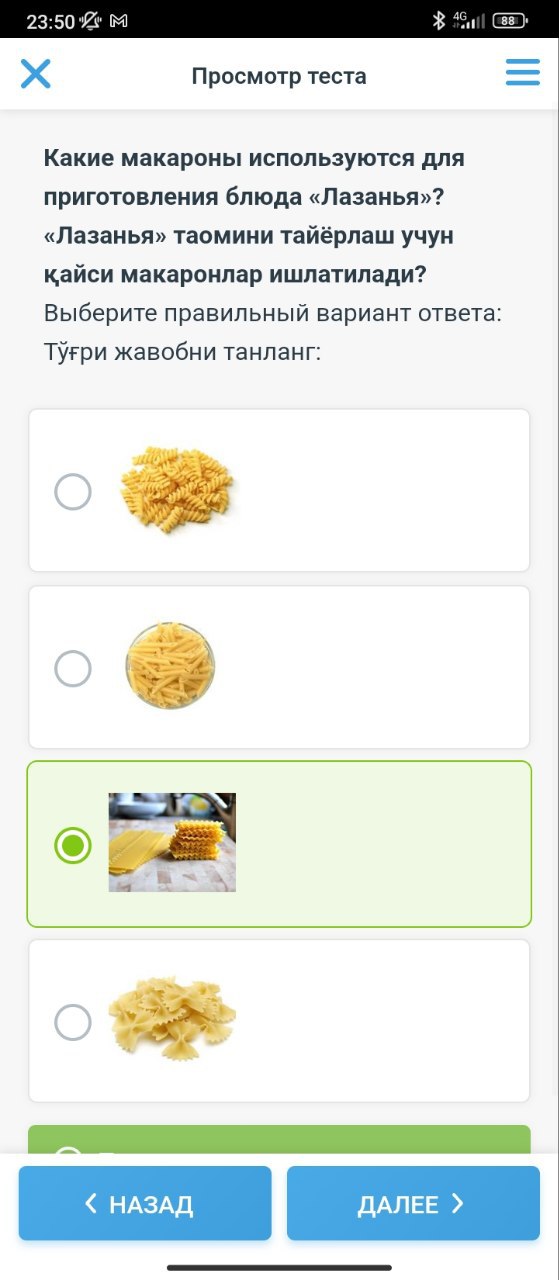 23:50 4G 88
Просмотр теста
Какие макароны используются для
приготовления блюда «Лазанья»?
«Лазанья» таомини тайёрлаш учун
қайси макаронлар ишлатилади?
Выберите правильный вариант ответа:
Тўғри жавобни танланг:
НАЗАД
ДАЛЕЕ